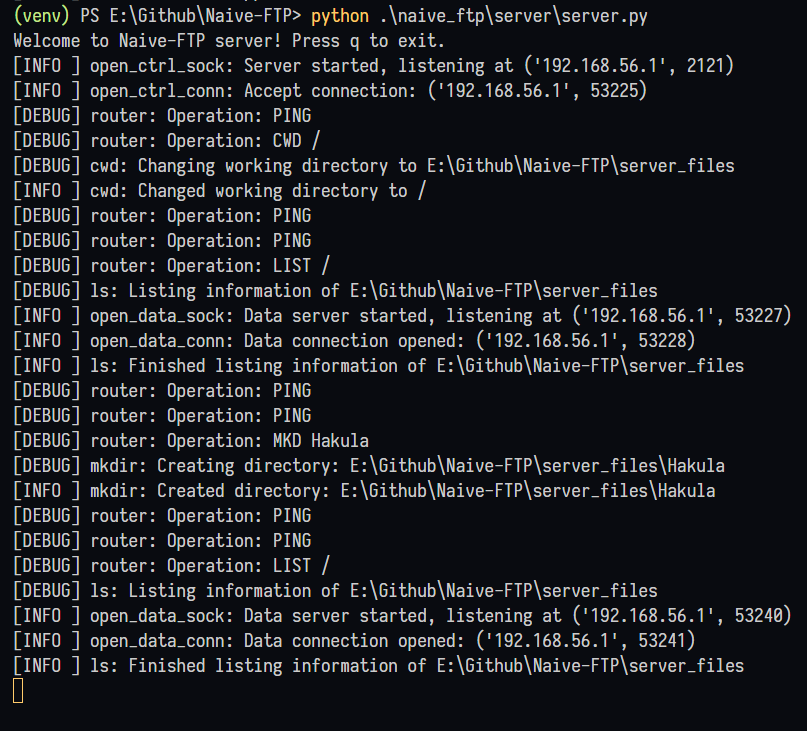 (venv) PS E:\Github\Naive-FTP> python .\naive_ftp\server\server.py
Welcome to Naive-FTP server! Press q to exit.
[INFO ] open_ctrl_sock: Server started, listening at ('192.168.56.1', 2121)
[INFO ] open_ctrl_conn: Accept connection: ('192.168.56.1', 53225)
[DEBUG] router: Operation: PING
[DEBUG] router: Operation: CWD /
[DEBUG] cwd: Changing working directory to E:\Github\Naive-FTP\server_files
[INFO ] cwd: Changed working directory to /
[DEBUG] router: Operation: PING
[DEBUG] router: Operation: PING
[DEBUG] router: Operation: LIST /
[DEBUG] ls: Listing information of E:\Github\Naive-FTP\server_files
[INFO ] open_data_sock: Data server started, listening at ('192.168.56.1', 53227)
[INFO ] open_data_conn: Data connection opened: ('192.168.56.1', 53228)
[INFO ] ls: Finished listing information of E:\Github\Naive-FTP\server_files
[DEBUG] router: Operation: PING
[DEBUG] router: Operation: PING
[DEBUG] router: Operation: MKD Hakula
[DEBUG] mkdir: Creating directory: E:\Github\Naive-FTP\server_files\Hakula
[INFO ] mkdir: Created directory: E:\Github\Naive-FTP\server_files\Hakula
[DEBUG] router: Operation: PING
[DEBUG] router: Operation: PING
[DEBUG] router: Operation: LIST /
[DEBUG] ls: Listing information of E:\Github\Naive-FTP\server_files
[INFO ] open_data_sock: Data server started, listening at ('192.168.56.1', 53240)
[INFO ] open_data_conn: Data connection opened: ('192.168.56.1', 53241)
[INFO ] ls: Finished listing information of E:\Github\Naive-FTP\server_files